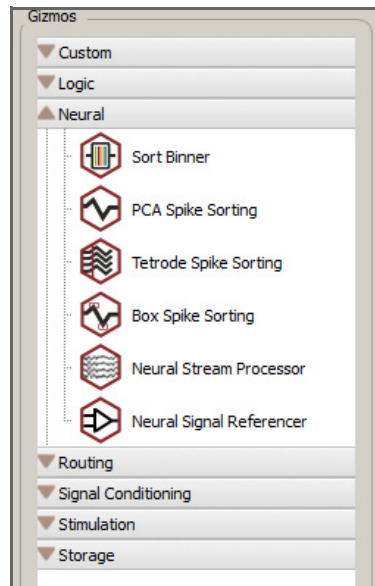 Gizmos
Custom
Logic
Neural
Sort Binner
PCA Spike Sorting
Tetrode Spike Sorting
Box Spike Sorting
Neural Stream Processor
Neural Signal Referencer
Routing
Signal Conditioning
Stimulation
Storage